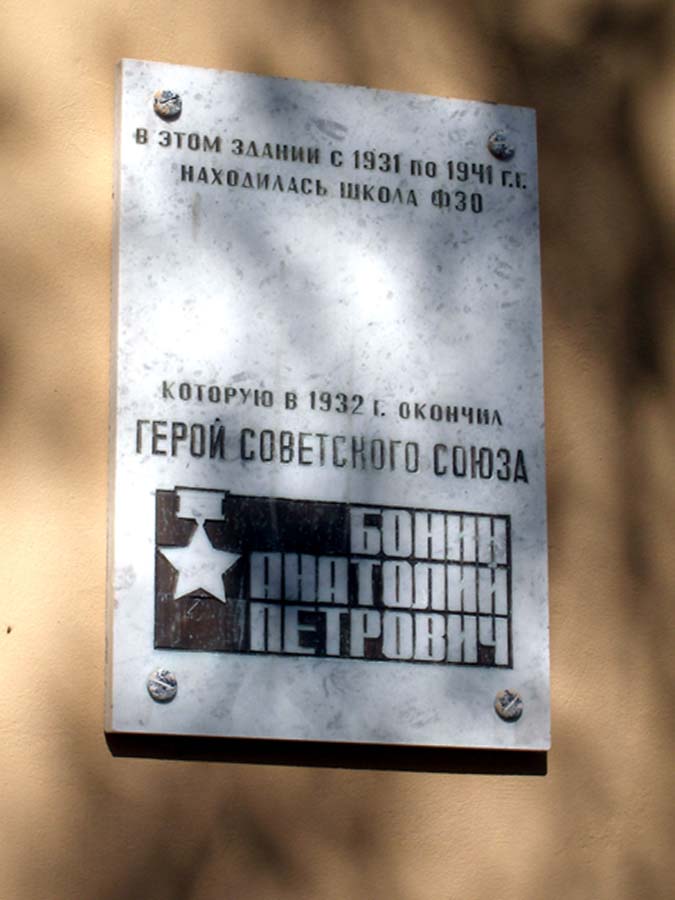 В ЭТОМ ЗДАНИИ С 1931 ПО 1941 Г.Г.
НАХОДИЛАСЬ ШКОЛА ФЗО
КОТОРУЮ В 1932 Г. ОКОНЧИЛ
ГЕРОЙ СОВЕТСКОГО СОЮЗА
БОНИН
АНАТОЛИЙ
ПЕТРОВИЧ